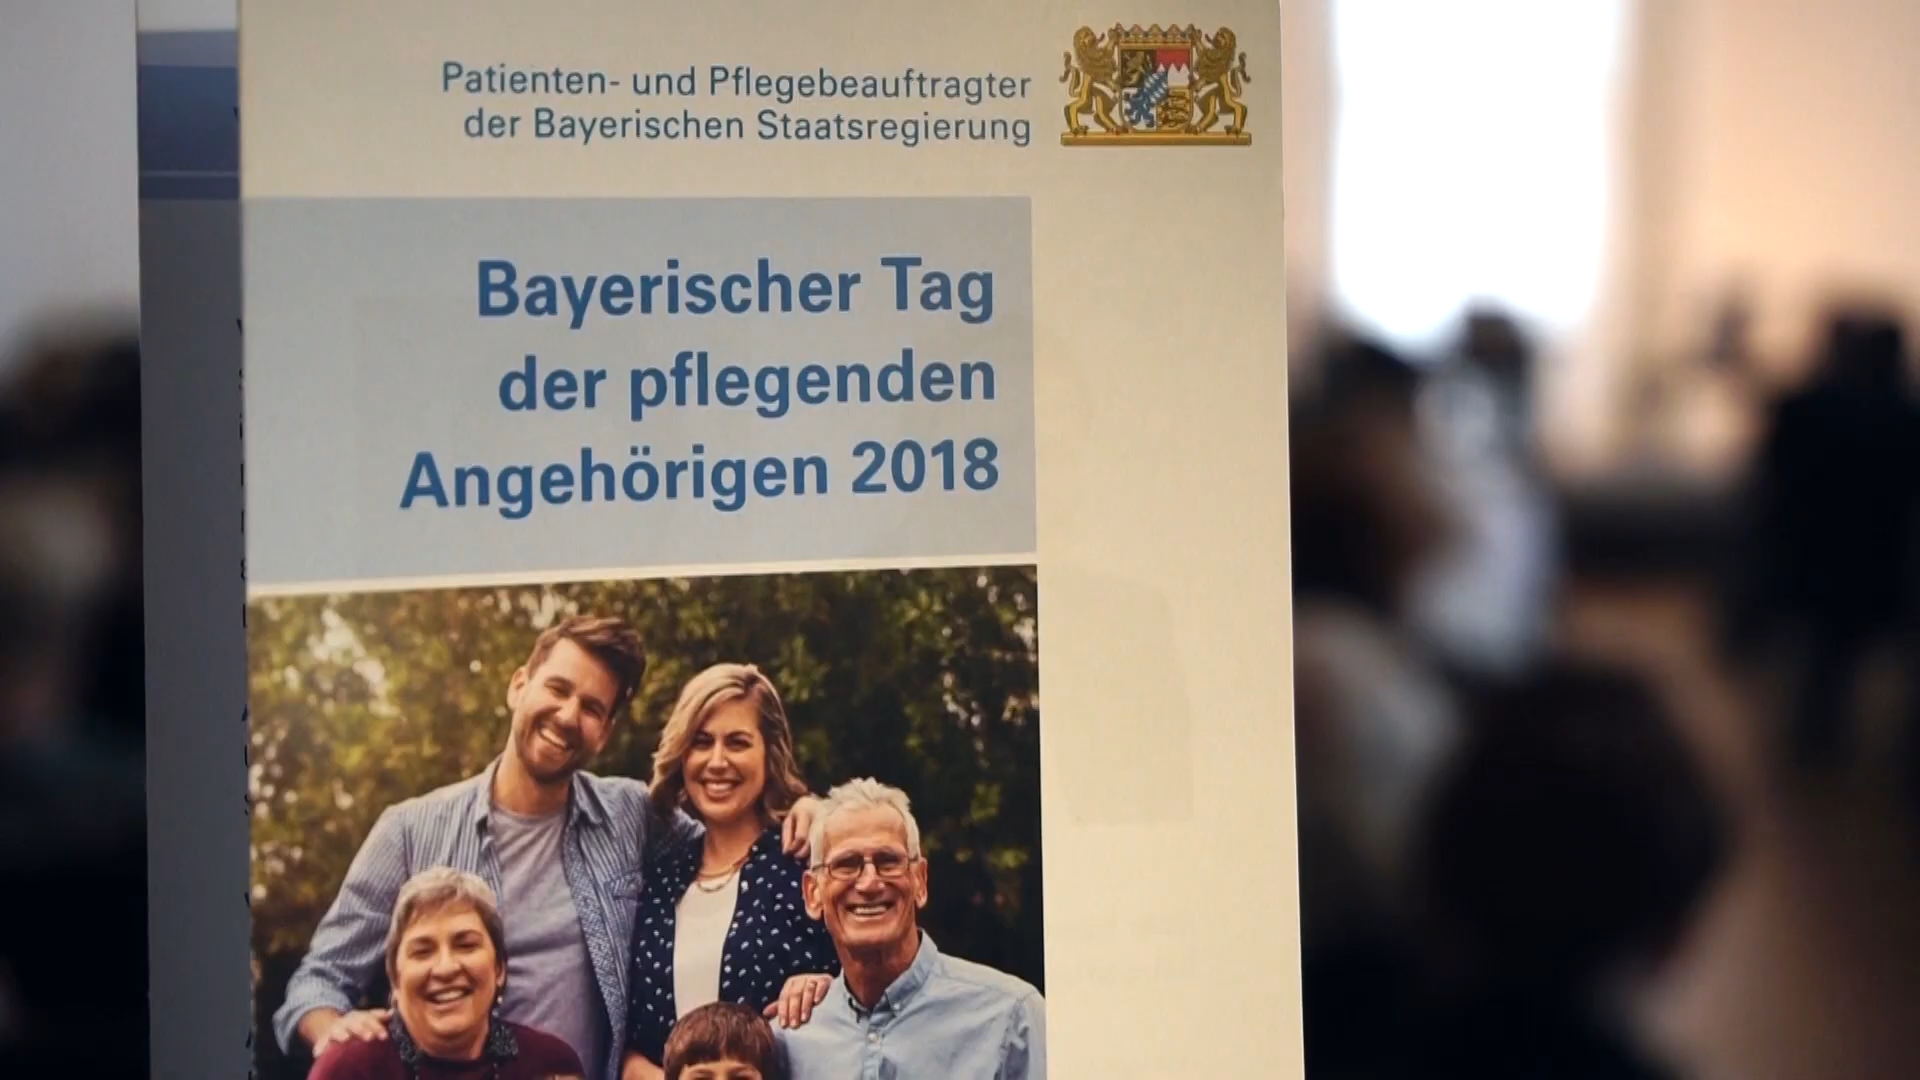 Patienten- und Pflegebeauftragter
der Bayerischen Staatsregierung
Bayerischer Tag
der pflegenden
Angehörigen 2018